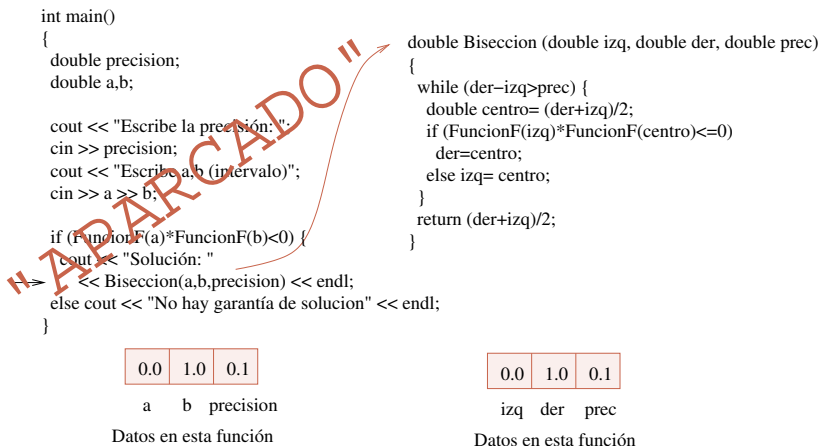 int main()
{
double precision;
double a,b;
cout << "Escribe la precisión: ";
cin >> precision;
cout << "Escribe a,b (intervalo)";
cin >> a >> b;
if (FuncionF(a)*FuncionF(b)<0) {
cout << "Solución: "
<< Biseccion(a,b,precision) << endl;
else cout << "No hay garantía de solucion" << endl;
}
"APARCADO"
double Biseccion (double izq, double der, double prec)
{
while (der−izq>prec) {
double centro= (der+izq)/2;
if (FuncionF(izq)*FuncionF(centro)<=0)
der=centro;
else izq= centro;
}
return (der+izq)/2;
}
0.0 1.0 0.1
a b precision
Datos en esta función
0.0 1.0 0.1
izq der prec
Datos en esta función